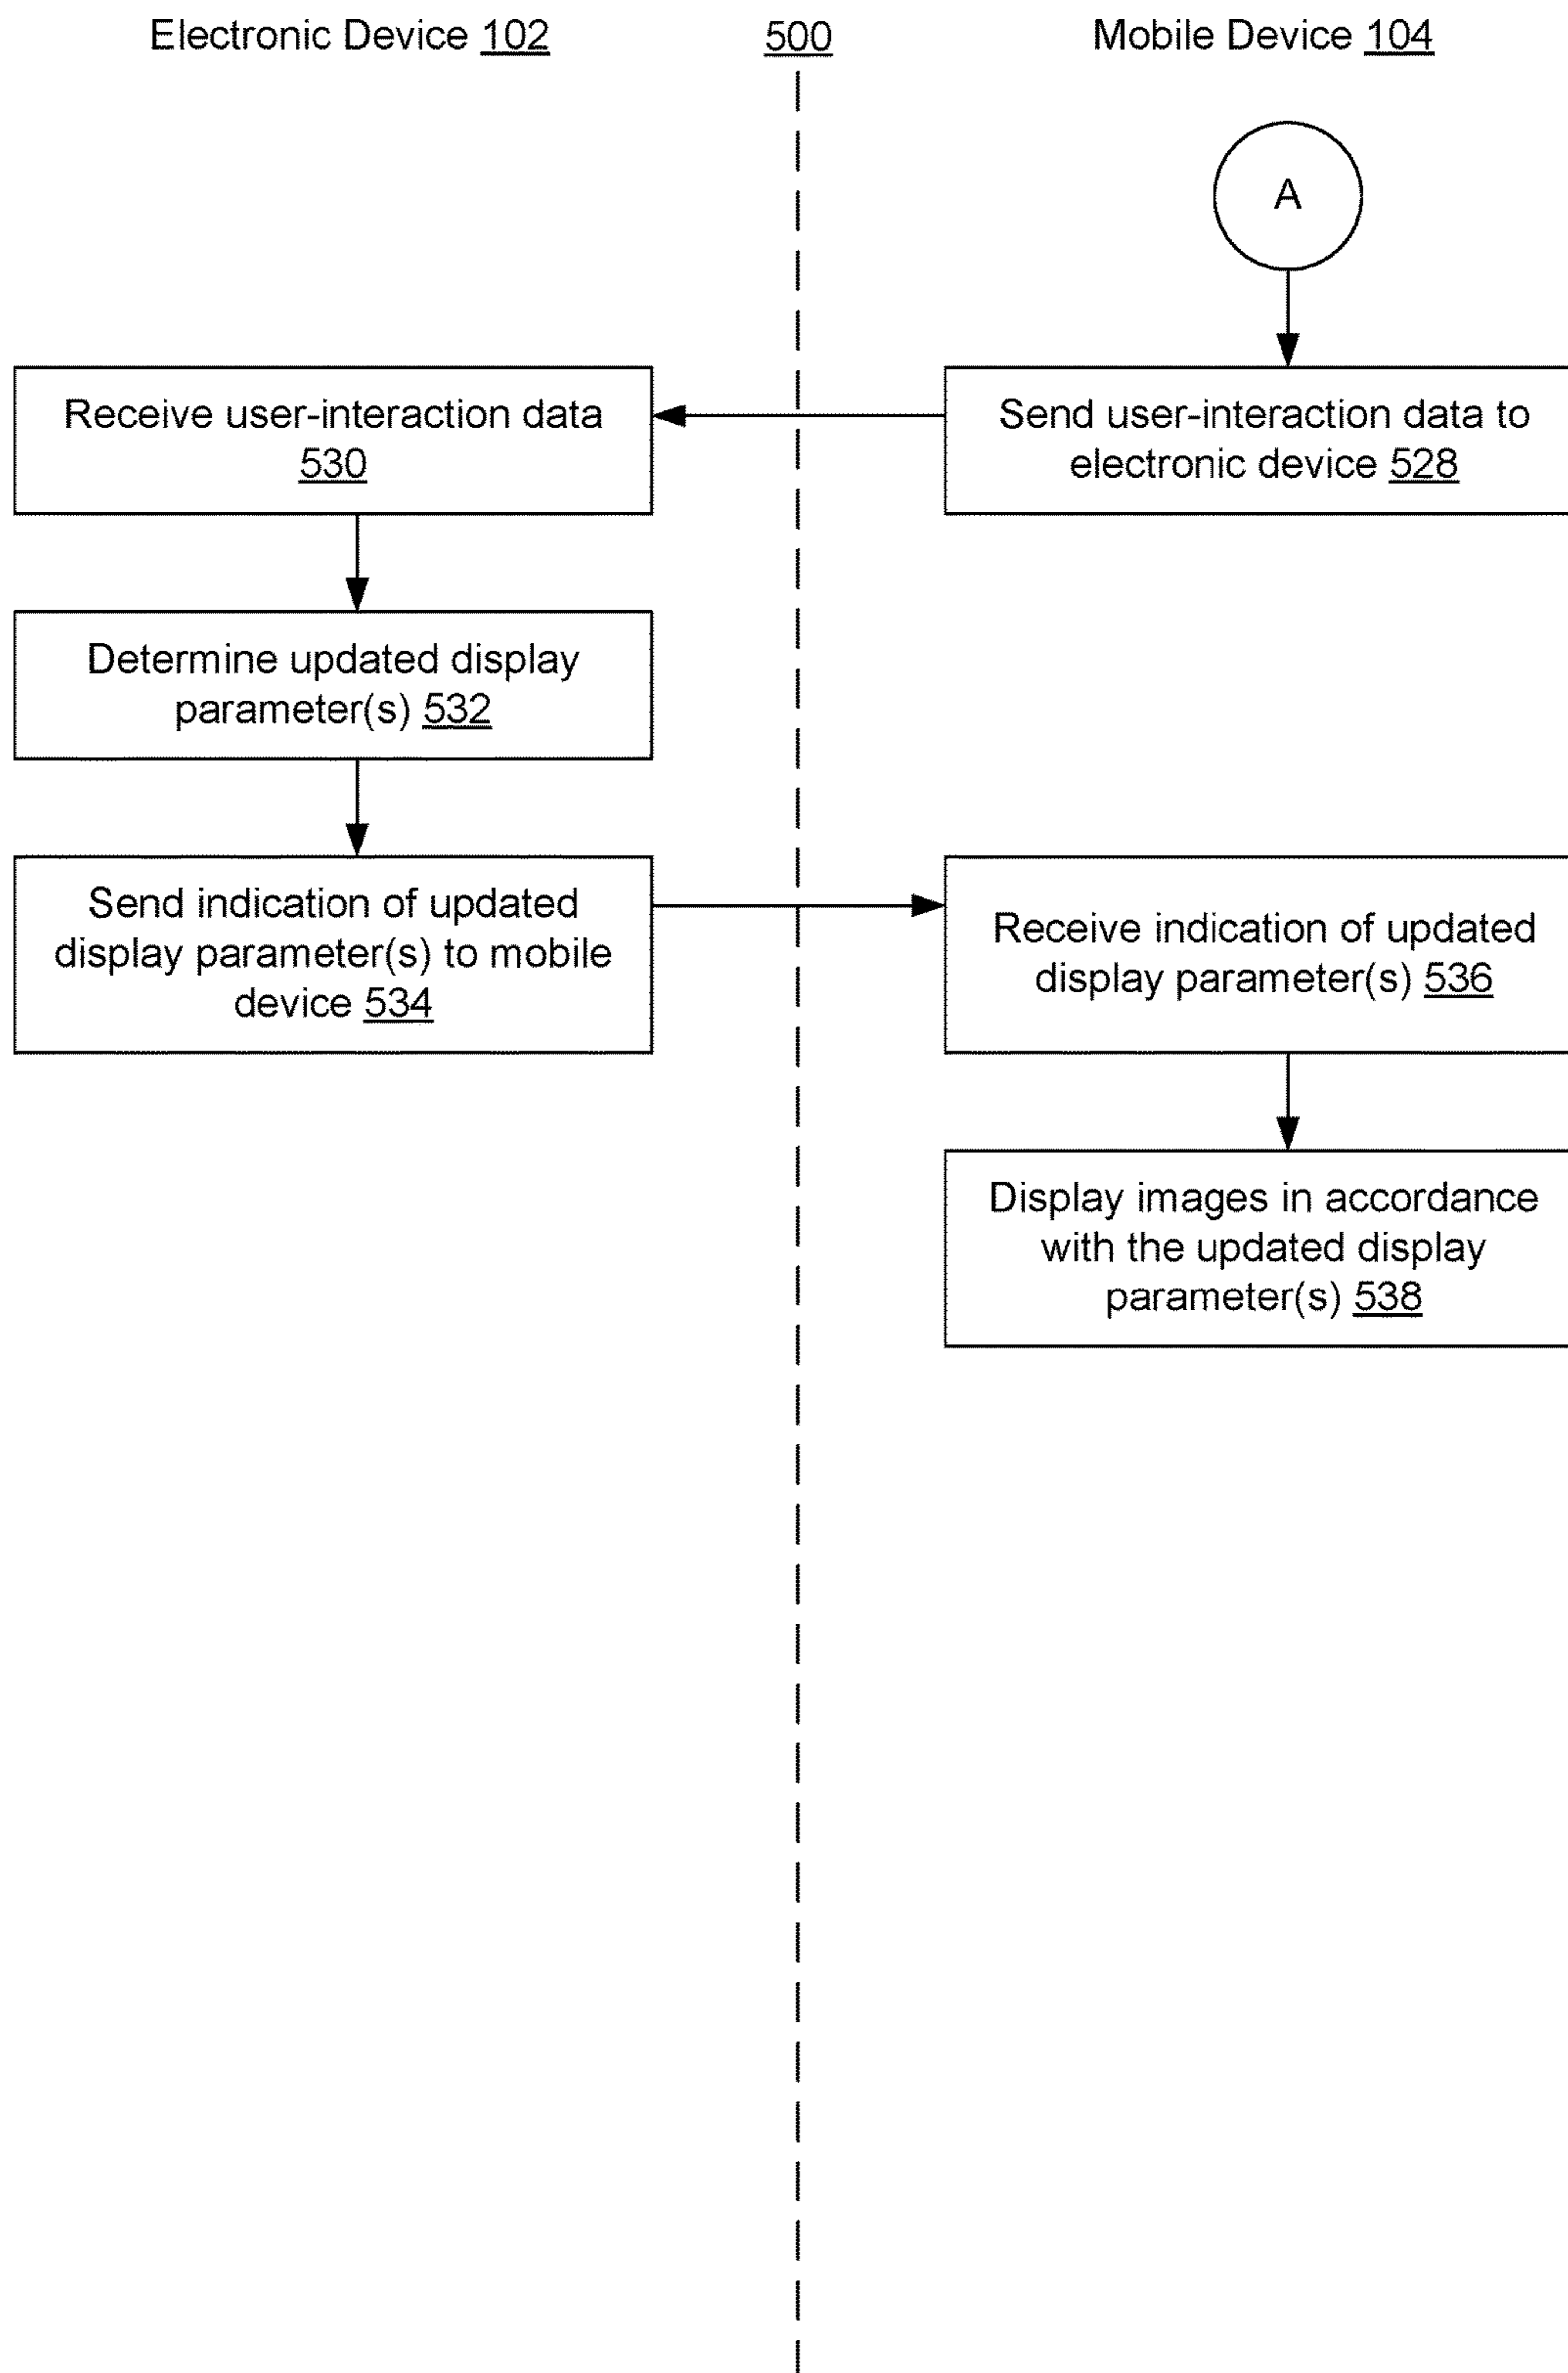 Electronic Device 102
500
Mobile Device 104
A
Receive user-interaction data
530
Send user-interaction data to
electronic device 528
Determine updated display
parameter(s) 532
Send indication of updated
display parameter(s) to mobile
device 534
Receive indication of updated
display parameter(s) 536
Display images in accordance
with the updated display
parameter(s) 538